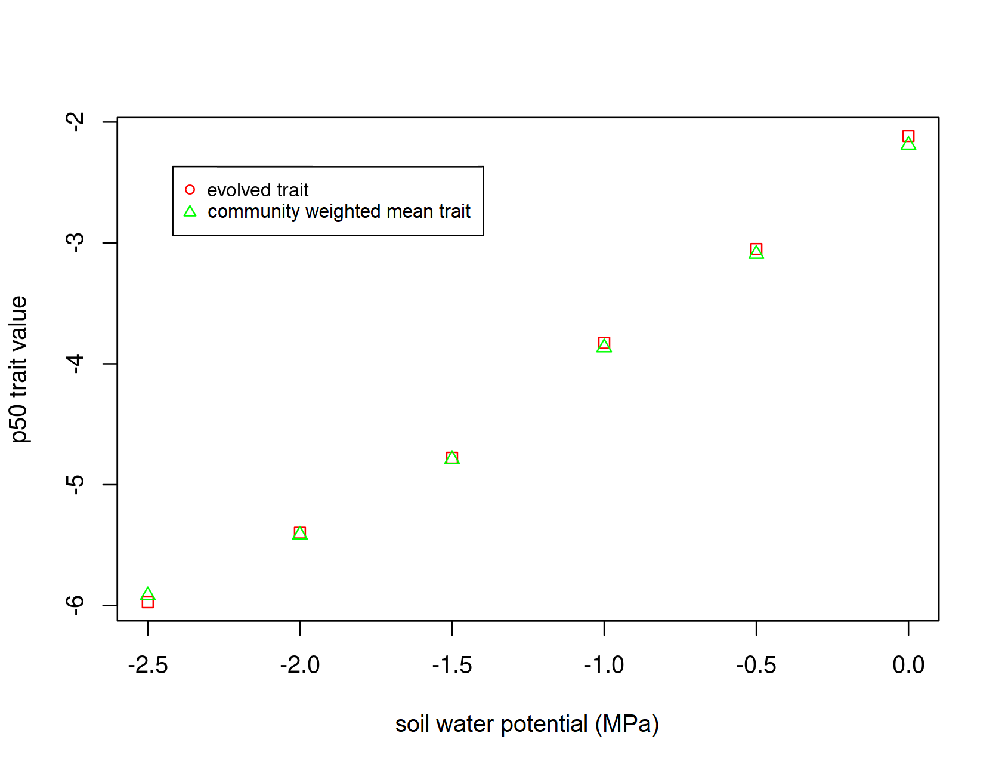 -2
-3
-4
-5
-6
p50 trait value
evolved trait
community weighted mean trait
-2.5 -2.0 -1.5 -1.0 -0.5 0.0
soil water potential (MPa)